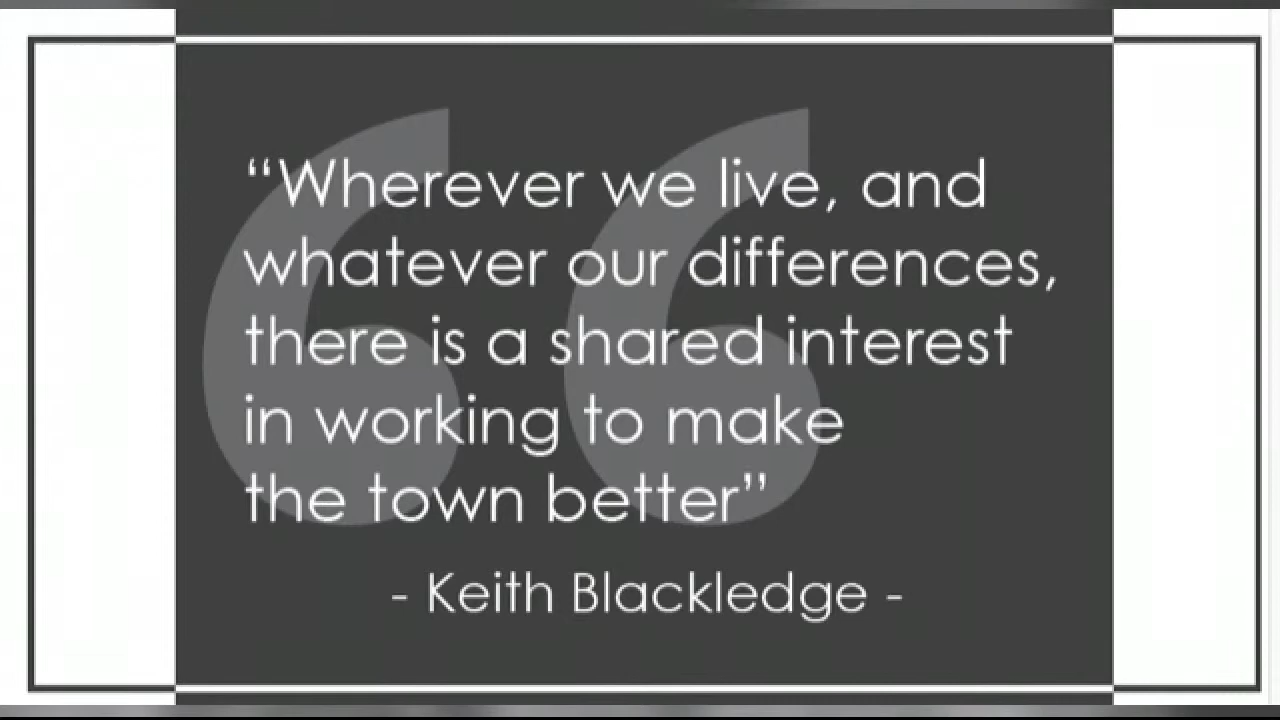 “Wherever we live, and
whatever our differences,
there is a shared interest
in working to make
the town better”
- Keith Blackledge -